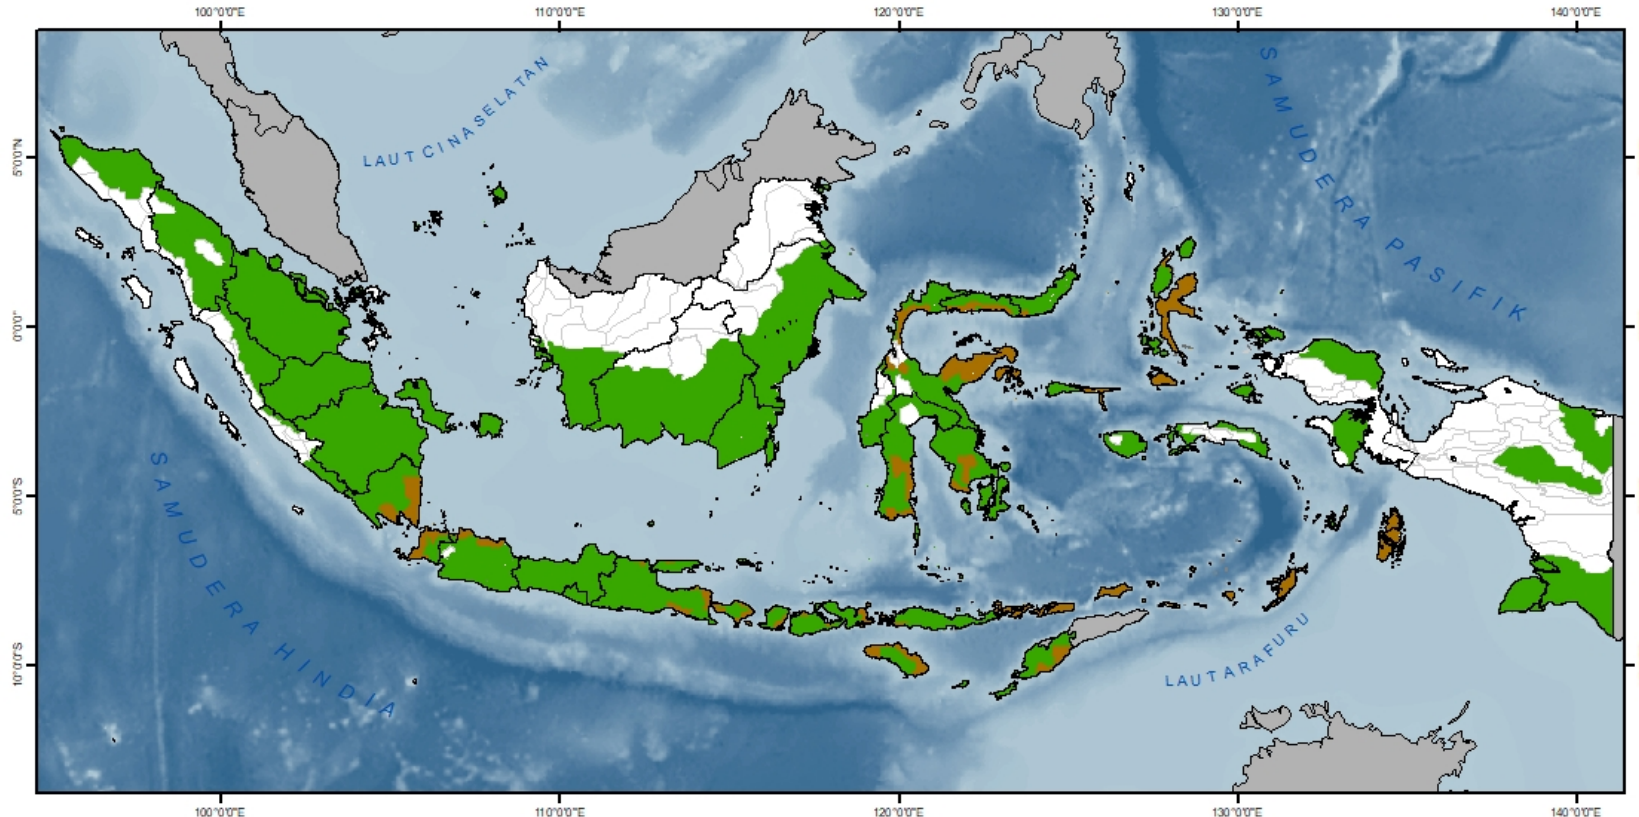 100°0'0"E 110°0'0"E 120°0'0"E 130°0'0"E 140°0'0"E
LAUT CINA SELATAN
SAMUDERA PASIFIK
5°0'0"N
0°0'0"
5°0'0"S
10°0'0"S
SAMUDERA HINDIA
LAUT ARAFURU
100°0'0"E 110°0'0"E 120°0'0"E 130°0'0"E 140°0'0"E